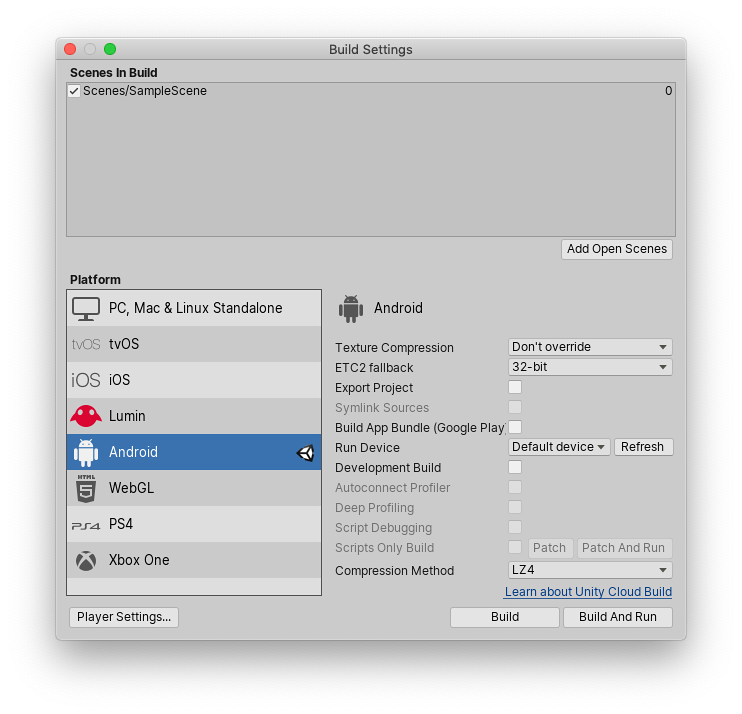 Build Settings
Scenes In Build
Scenes/SampleScene 0
Add Open Scenes
Platform
PC, Mac & Linux Standalone
tvOS tvOS
iOS iOS
Lumin
Android
HTML 5 WebGL
PS4 PS4
Xbox One
Android
Texture Compression Don't override
ETC2 fallback 32-bit
Export Project
Symlink Sources
Build App Bundle (Google Play
Run Device Default device Refresh
Development Build
Autoconnect Profiler
Deep Profiling
Script Debugging
Scripts Only Build Patch Patch And Run
Compression Method LZ4
Learn about Unity Cloud Build
Player Settings... Build Build And Run